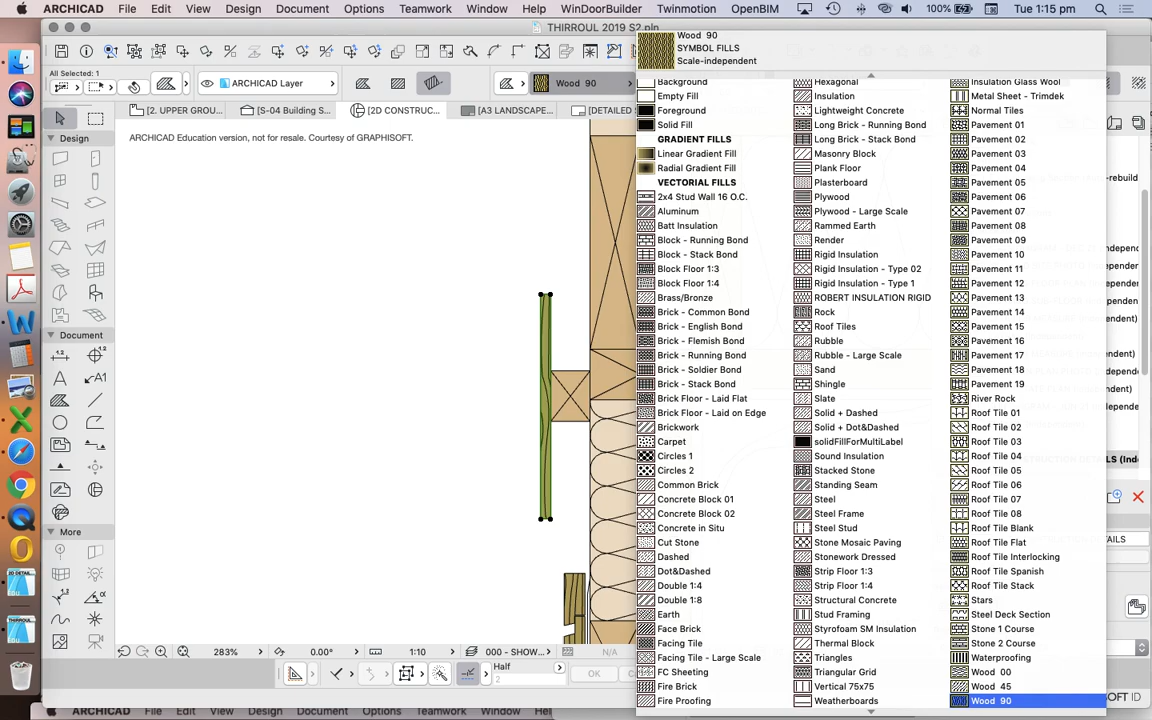 ARCHICAD File Edit View Design Document Options Teamwork Window WinDoorBuilder Twinmotion OpenBIM 100% Tue 1:15 pm
THIRROUL 2019 S2.pln
All Selected: 1
ARCHICAD Layer
Wood 90
[2. UPPER GROU...
[S-04 Building S...
[2D CONSTRUC...
[A3 LANDSCAPE...
[DETAILED
ARCHICAD Education version, not for resale. Courtesy of GRAPHISOFT.
Design
Document
More
Wood 90
SYMBOL FILLS
Scale-independent
Background
Empty Fill
Foreground
Solid Fill
GRADIENT FILLS
Linear Gradient Fill
Radial Gradient Fill
VECTORIAL FILLS
2x4 Stud Wall 16 O.C.
Aluminum
Batt Insulation
Block - Running Bond
Block - Stack Bond
Block Floor 1:3
Block Floor 1:4
Brass/Bronze
Brick - Common Bond
Brick - English Bond
Brick - Flemish Bond
Brick - Running Bond
Brick - Soldier Bond
Brick - Stack Bond
Brick Floor - Laid Flat
Brick Floor - Laid on Edge
Brickwork
Carpet
Circles 1
Circles 2
Common Brick
Concrete Block 01
Concrete Block 02
Concrete in Situ
Cut Stone
Dashed
Dot&Dashed
Double 1:4
Double 1:8
Earth
Face Brick
Facing Tile
Facing Tile - Large Scale
FC Sheeting
Fire Brick
Fire Proofing
Hexagonal
Insulation
Lightweight Concrete
Long Brick - Running Bond
Long Brick - Stack Bond
Masonry Block
Plank Floor
Plasterboard
Plywood
Plywood - Large Scale
Rammed Earth
Render
Rigid Insulation
Rigid Insulation - Type 02
Rigid Insulation - Type 1
ROBERT INSULATION RIGID
Rock
Roof Tiles
Rubble
Rubble - Large Scale
Sand
Shingle
Slate
Solid + Dashed
Solid + Dot&Dashed
solidFillForMultiLabel
Sound Insulation
Stacked Stone
Standing Seam
Steel
Steel Frame
Steel Stud
Stone Mosaic Paving
Stonework Dressed
Strip Floor 1:3
Strip Floor 1:4
Structural Concrete
Stud Framing
Styrofoam SM Insulation
Thermal Block
Triangles
Triangular Grid
Vertical 75x75
Weatherboards
Insulation Glass Wool
Metal Sheet - Trimdek
Normal Tiles
Pavement 01
Pavement 02
Pavement 03
Pavement 04
Pavement 05
Pavement 06
Pavement 07
Pavement 08
Pavement 09
Pavement 10
Pavement 11
Pavement 12
Pavement 13
Pavement 14
Pavement 15
Pavement 16
Pavement 17
Pavement 18
Pavement 19
River Rock
Roof Tile 01
Roof Tile 02
Roof Tile 03
Roof Tile 04
Roof Tile 05
Roof Tile 06
Roof Tile 07
Roof Tile 08
Roof Tile Blank
Roof Tile Flat
Roof Tile Interlocking
Roof Tile Spanish
Roof Tile Stack
Stars
Steel Deck Section
Stone 1 Course
Stone 2 Course
Waterproofing
Wood 00
Wood 45
Wood 90
283%
0.00°
1:10
000 - SHOW...
N/A
Half
2
OK
ARCHICAD File Edit View Design Document Options Teamwork Window